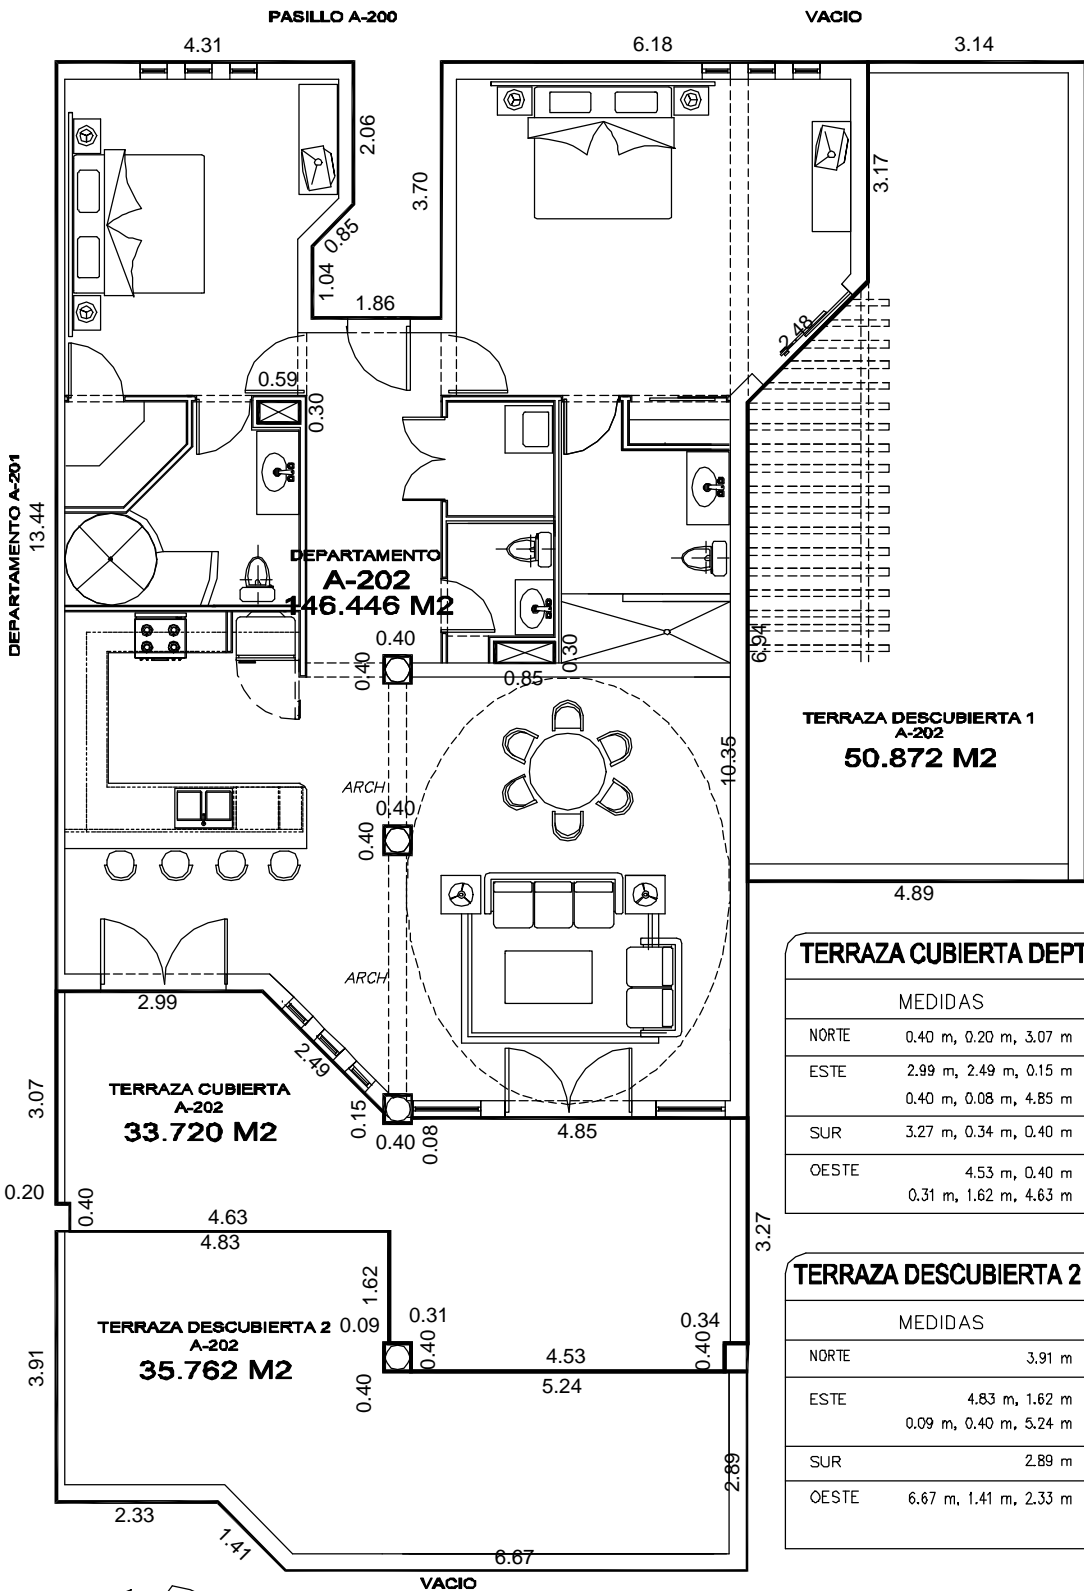 PASILLO A-200
VACIO
4.31
6.18
3.14
2.06
3.70
3.17
0.85
1.04
1.86
2.48
0.59
0.30
DEPARTAMENTO A-201
13.44
DEPARTAMENTO
A-202
146.446 M2
0.40
0.40
0.30
0.85
6.94
TERRAZA DESCUBIERTA 1
A-202
50.872 M2
10.35
ARCH
0.40
0.40
4.89
ARCH
2.99
2.49
TERRAZA CUBIERTA
A-202
33.720 M2
3.07
0.15
0.40
0.08
4.85
0.20
0.40
4.63
4.83
3.27
1.62
TERRAZA DESCUBIERTA 2
A-202
35.762 M2
0.09
0.31
0.40
0.34
0.40
3.91
4.53
5.24
0.40
2.89
2.33
1.41
6.67
VACIO
TERRAZA CUBIERTA DEPT
MEDIDAS
NORTE 0.40 m, 0.20 m, 3.07 m
ESTE 2.99 m, 2.49 m, 0.15 m
0.40 m, 0.08 m, 4.85 m
SUR 3.27 m, 0.34 m, 0.40 m
OESTE 4.53 m, 0.40 m
0.31 m, 1.62 m, 4.63 m
TERRAZA DESCUBIERTA 2
MEDIDAS
NORTE 3.91 m
ESTE 4.83 m, 1.62 m
0.09 m, 0.40 m, 5.24 m
SUR 2.89 m
OESTE 6.67 m, 1.41 m, 2.33 m